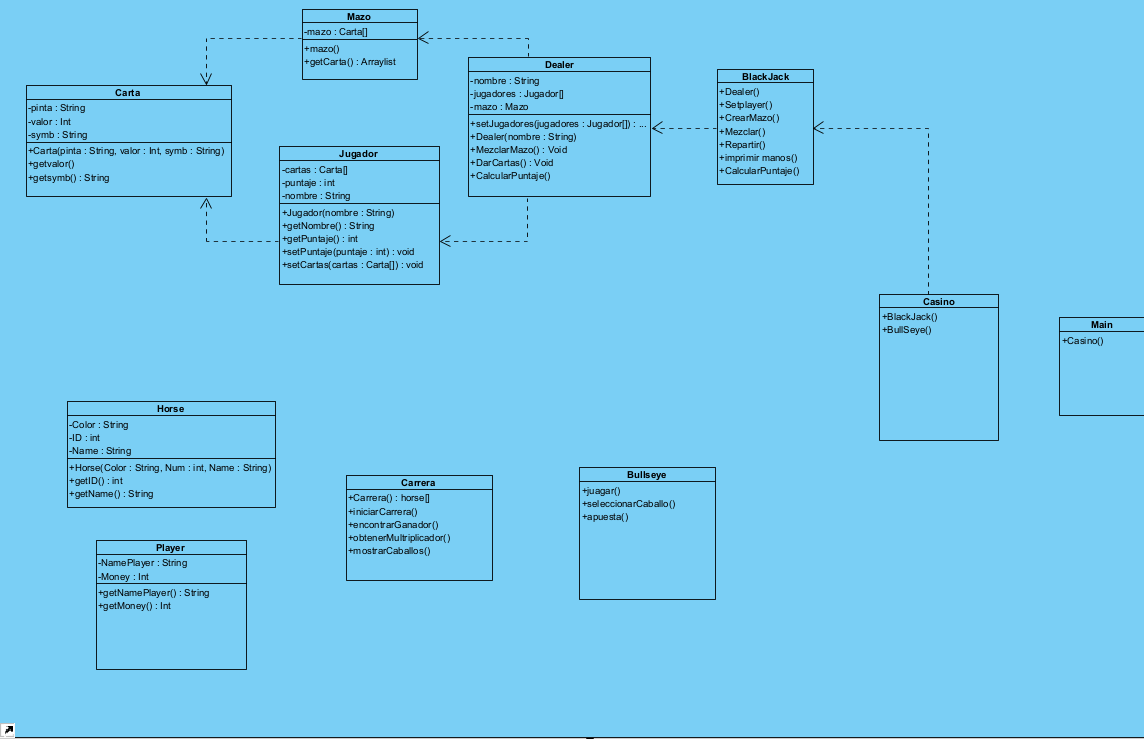 Mazo
-mazo : Carta[]
+mazo()
+getCarta() : Arraylist
Dealer
-nombre : String
-jugadores : Jugador[]
-mazo : Mazo
+setJugadores(jugadores : Jugador[]) : ...
+Dealer(nombre : String)
+MezclarMazo() : Void
+DarCartas() : Void
+CalcularPuntaje()
BlackJack
+Dealer()
+Setplayer()
+CrearMazo()
+Mezclar()
+Repartir()
+imprimir manos()
+CalcularPuntaje()
Carta
-pinta : String
-valor : Int
-symb : String
+Carta(pinta : String, valor : Int, symb : String)
+getvalor()
+getsymb() : String
Jugador
-cartas : Carta[]
-puntaje : int
-nombre : String
+Jugador(nombre : String)
+getNombre() : String
+getPuntaje() : int
+setPuntaje(puntaje : int) : void
+setCartas(cartas : Carta[]) : void
Casino
+BlackJack()
+BullSeye()
Main
+Casino()
Horse
-Color : String
-ID : int
-Name : String
+Horse(Color : String, Num : int, Name : String)
+getID() : int
+getName() : String
Carrera
+Carrera() : horse[]
+iniciarCarrera()
+encontrarGanador()
+obtenerMultriplicador()
+mostrarCaballos()
Bullseye
+juagar()
+seleccionarCaballo()
+apuesta()
Player
-NamePlayer : String
-Money : Int
+getNamePlayer() : String
+getMoney() : Int